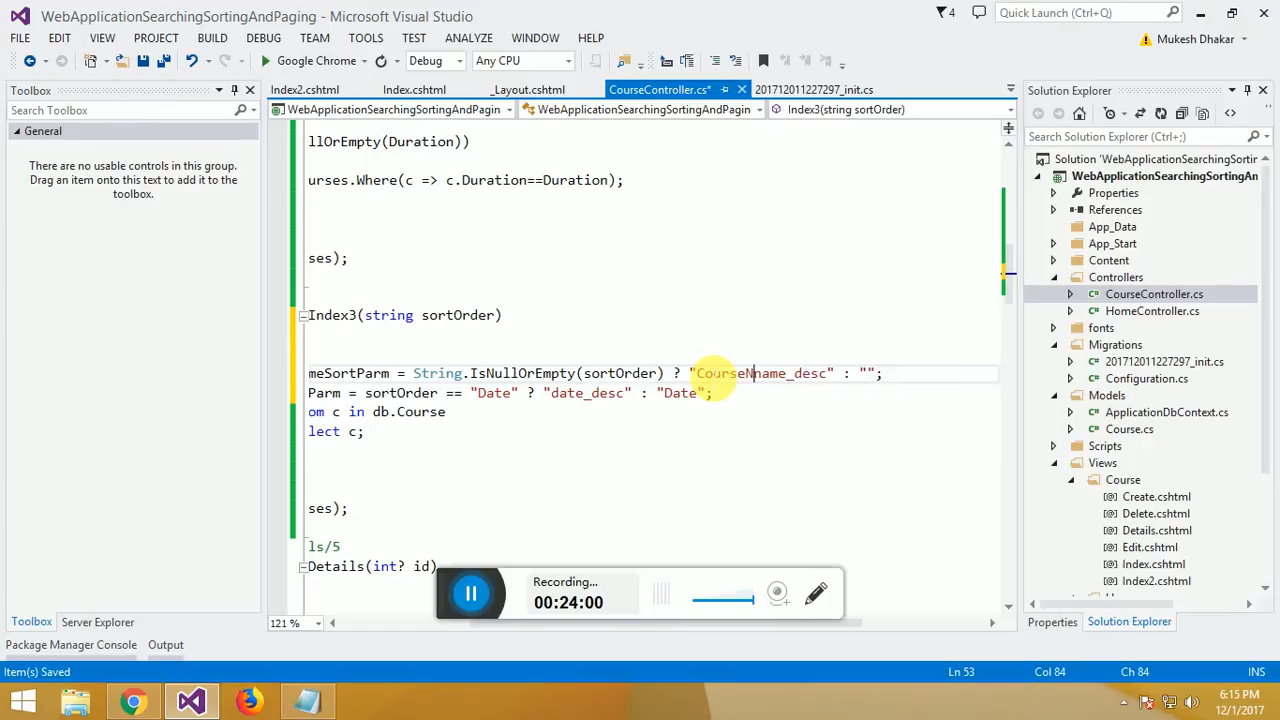 WebApplicationSearchingSortingAndPaging - Microsoft Visual Studio
4
Quick Launch (Ctrl+Q)
FILE EDIT VIEW PROJECT BUILD DEBUG TEAM TOOLS TEST ANALYZE WINDOW HELP
Mukesh Dhakar
Google Chrome Debug Any CPU
Toolbox
Index2.cshtml Index.cshtml _Layout.cshtml CourseController.cs* 201712011227297_init.cs
Solution Explorer
Search Toolbox
WebApplicationSearchingSortingAndPagin WebApplicationSearchingSortingAndPagin Index3(string sortOrder)
General
There are no usable controls in this group.
Drag an item onto this text to add it to the
toolbox.
llOrEmpty(Duration))
urses.Where(c => c.Duration==Duration);
ses);
Index3(string sortOrder)
meSortParm = String.IsNullOrEmpty(sortOrder) ? "CourseNname_desc" : "";
Parm = sortOrder == "Date" ? "date_desc" : "Date";
om c in db.Course
lect c;
ses);
ls/5
Details(int? id)
Search Solution Explorer (Ctrl+;)
Solution 'WebApplicationSearchingSortin
WebApplicationSearchingSortingAn
Properties
References
App_Data
App_Start
Content
Controllers
CourseController.cs
HomeController.cs
fonts
Migrations
201712011227297_init.cs
Configuration.cs
Models
ApplicationDbContext.cs
Course.cs
Scripts
Views
Course
Create.cshtml
Delete.cshtml
Details.cshtml
Edit.cshtml
Index.cshtml
Index2.cshtml
Recording...
00:24:00
121 %
Toolbox Server Explorer
Properties Solution Explorer
Package Manager Console Output
Item(s) Saved Ln 53 Col 84 Ch 84 INS
6:15 PM
12/1/2017